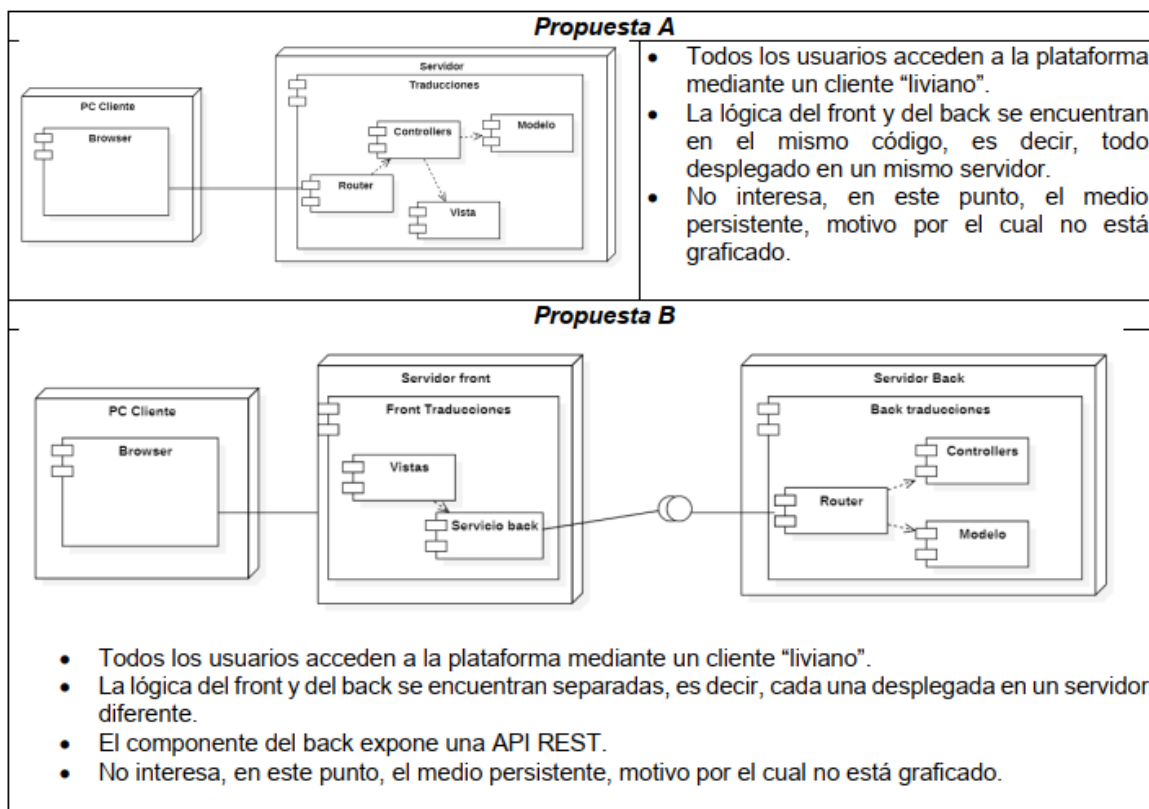 Propuesta A
PC Cliente
Browser
Servidor
Traducciones
Controllers
Modelo
Router
Vista
• Todos los usuarios acceden a la plataforma
mediante un cliente “liviano”.
• La lógica del front y del back se encuentran
en el mismo código, es decir, todo
desplegado en un mismo servidor.
• No interesa, en este punto, el medio
persistente, motivo por el cual no está
graficado.
Propuesta B
PC Cliente
Browser
Servidor front
Front Traducciones
Vistas
Servicio back
Servidor Back
Back traducciones
Controllers
Router
Modelo
• Todos los usuarios acceden a la plataforma mediante un cliente “liviano”.
• La lógica del front y del back se encuentran separadas, es decir, cada una desplegada en un servidor
diferente.
• El componente del back expone una API REST.
• No interesa, en este punto, el medio persistente, motivo por el cual no está graficado.